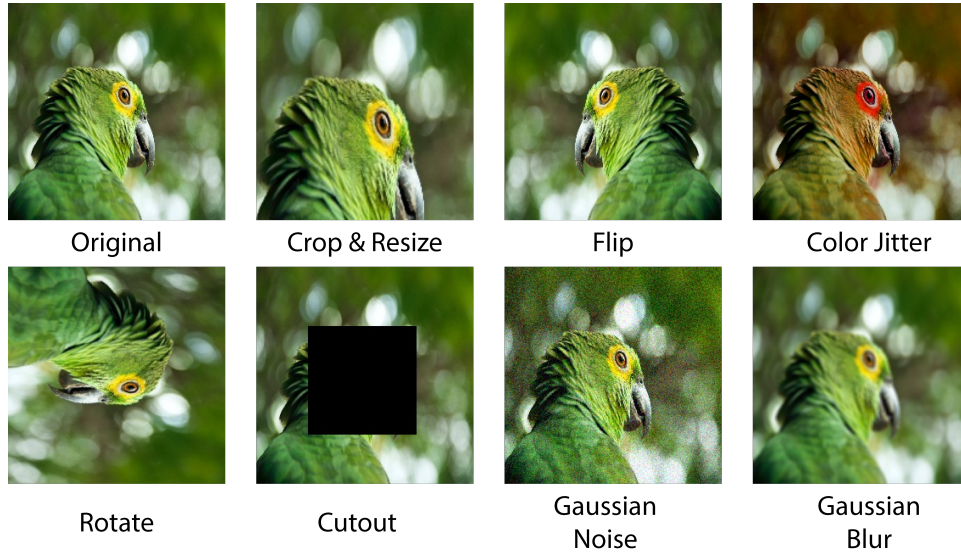 Original
Crop & Resize
Flip
Color Jitter
Rotate
Cutout
Gaussian
Noise
Gaussian
Blur